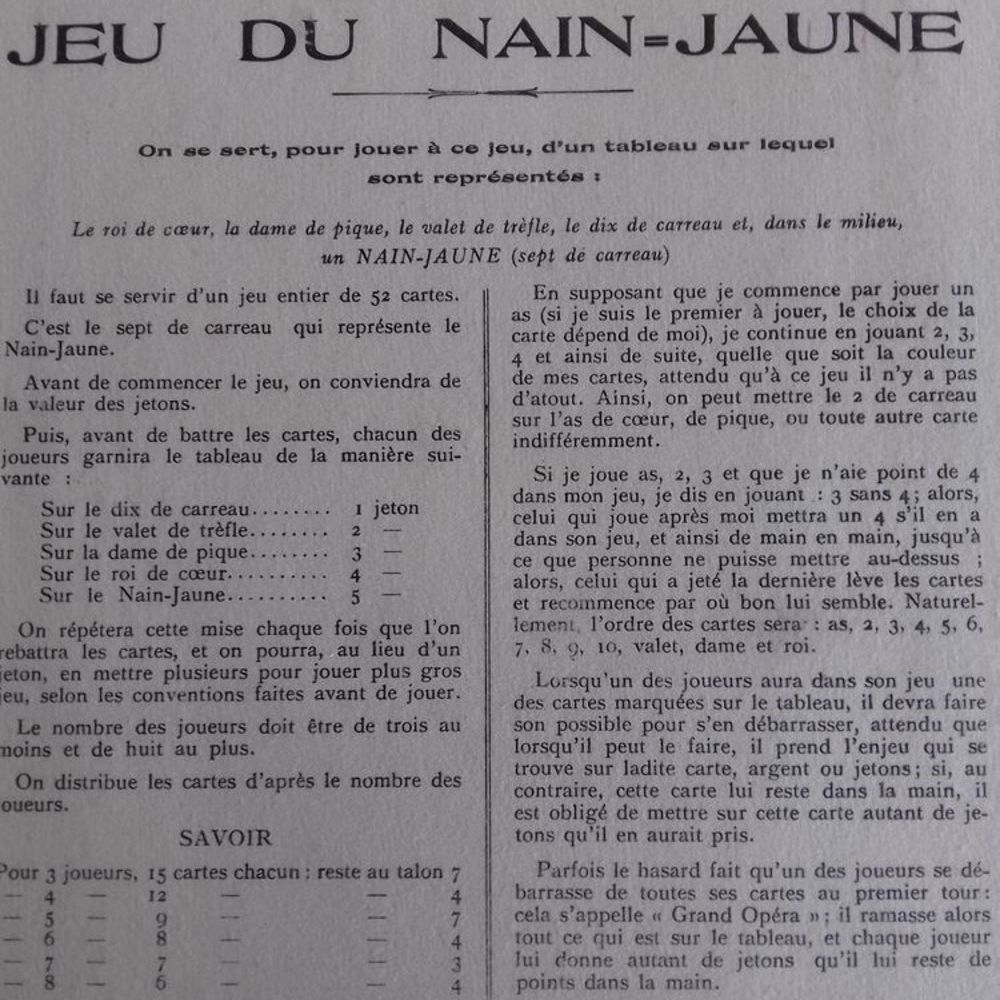 JEU DU NAIN=JAUNE
On se sert, pour jouer à ce jeu, d'un tableau sur lequel
sont représentés :
Le roi de cœur, la dame de pique, le valet de trèfle, le dix de carreau et, dans le milieu,
un NAIN-JAUNE (sept de carreau)
Il faut se servir d'un jeu entier de 52 cartes.
C'est le sept de carreau qui représente le
Nain-Jaune.
Avant de commencer le jeu, on conviendra de
la valeur des jetons.
Puis, avant de battre les cartes, chacun des
joueurs garnira le tableau de la manière sui-
vante :
Sur le dix de carreau........ 1 jeton
Sur le valet de trèfle........ 2 —
Sur la dame de pique........ 3 —
Sur le roi de cœur.......... 4 —
Sur le Nain-Jaune.......... 5 —
On répétera cette mise chaque fois que l'on
rebattra les cartes, et on pourra, au lieu d'un
jeton, en mettre plusieurs pour jouer plus gros
jeu, selon les conventions faites avant de jouer.
Le nombre des joueurs doit être de trois au
moins et de huit au plus.
On distribue les cartes d'après le nombre des
joueurs.
SAVOIR
Pour 3 joueurs, 15 cartes chacun : reste au talon 7
— 4 — 12 — — 4
— 5 — 9 — — 7
— 6 — 8 — — 4
— 7 — 7 — — 3
— 8 — 6 — — 4
En supposant que je commence par jouer un
as (si je suis le premier à jouer, le choix de la
carte dépend de moi), je continue en jouant 2, 3,
4 et ainsi de suite, quelle que soit la couleur
de mes cartes, attendu qu'à ce jeu il n'y a pas
d'atout. Ainsi, on peut mettre le 2 de carreau
sur l'as de cœur, de pique, ou toute autre carte
indifféremment.
Si je joue as, 2, 3 et que je n'aie point de 4
dans mon jeu, je dis en jouant : 3 sans 4 ; alors,
celui qui joue après moi mettra un 4 s'il en a
dans son jeu, et ainsi de main en main, jusqu'à
ce que personne ne puisse mettre au-dessus ;
alors, celui qui a jeté la dernière lève les cartes
et recommence par où bon lui semble. Naturel-
lement, l'ordre des cartes sera : as, 2, 3, 4, 5, 6,
7, 8, 9, 10, valet, dame et roi.
Lorsqu'un des joueurs aura dans son jeu une
des cartes marquées sur le tableau, il devra faire
son possible pour s'en débarrasser, attendu que
lorsqu'il peut le faire, il prend l'enjeu qui se
trouve sur ladite carte, argent ou jetons ; si, au
contraire, cette carte lui reste dans la main, il
est obligé de mettre sur cette carte autant de je-
tons qu'il en aurait pris.
Parfois le hasard fait qu'un des joueurs se dé-
barrasse de toutes ses cartes au premier tour :
cela s'appelle « Grand Opéra » ; il ramasse alors
tout ce qui est sur le tableau, et chaque joueur
lui donne autant de jetons qu'il lui reste de
points dans la main.